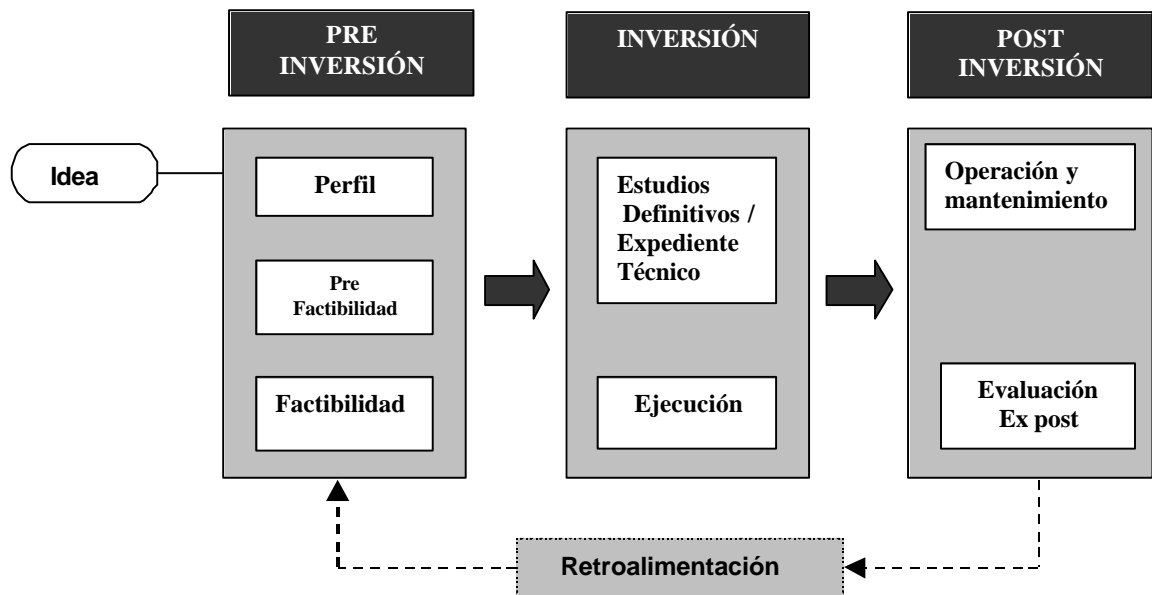 PRE
INVERSIÓN
INVERSIÓN
POST
INVERSIÓN
Idea
Perfil
Pre
Factibilidad
Factibilidad
Estudios
Definitivos /
Expediente
Técnico
Ejecución
Operación y
mantenimiento
Evaluación
Ex post
Retroalimentación